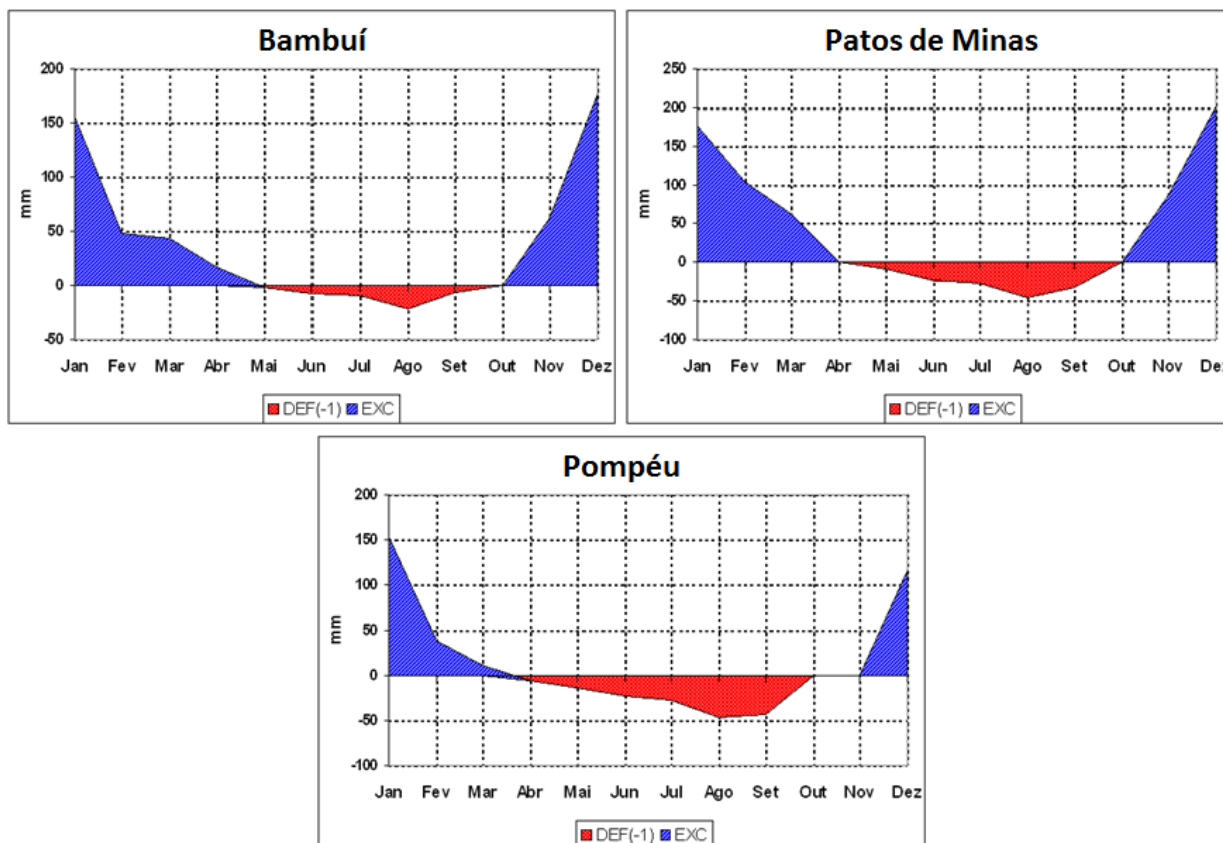 Bambuí
200
150
100
50
0
-50
mm
Jan Fev Mar Abr Mai Jun Jul Ago Set Out Nov Dez
DEF(-1) EXC
Patos de Minas
250
200
150
100
50
0
-50
-100
mm
Jan Fev Mar Abr Mai Jun Jul Ago Set Out Nov Dez
DEF(-1) EXC
Pompéu
200
150
100
50
0
-50
-100
mm
Jan Fev Mar Abr Mai Jun Jul Ago Set Out Nov Dez
DEF(-1) EXC